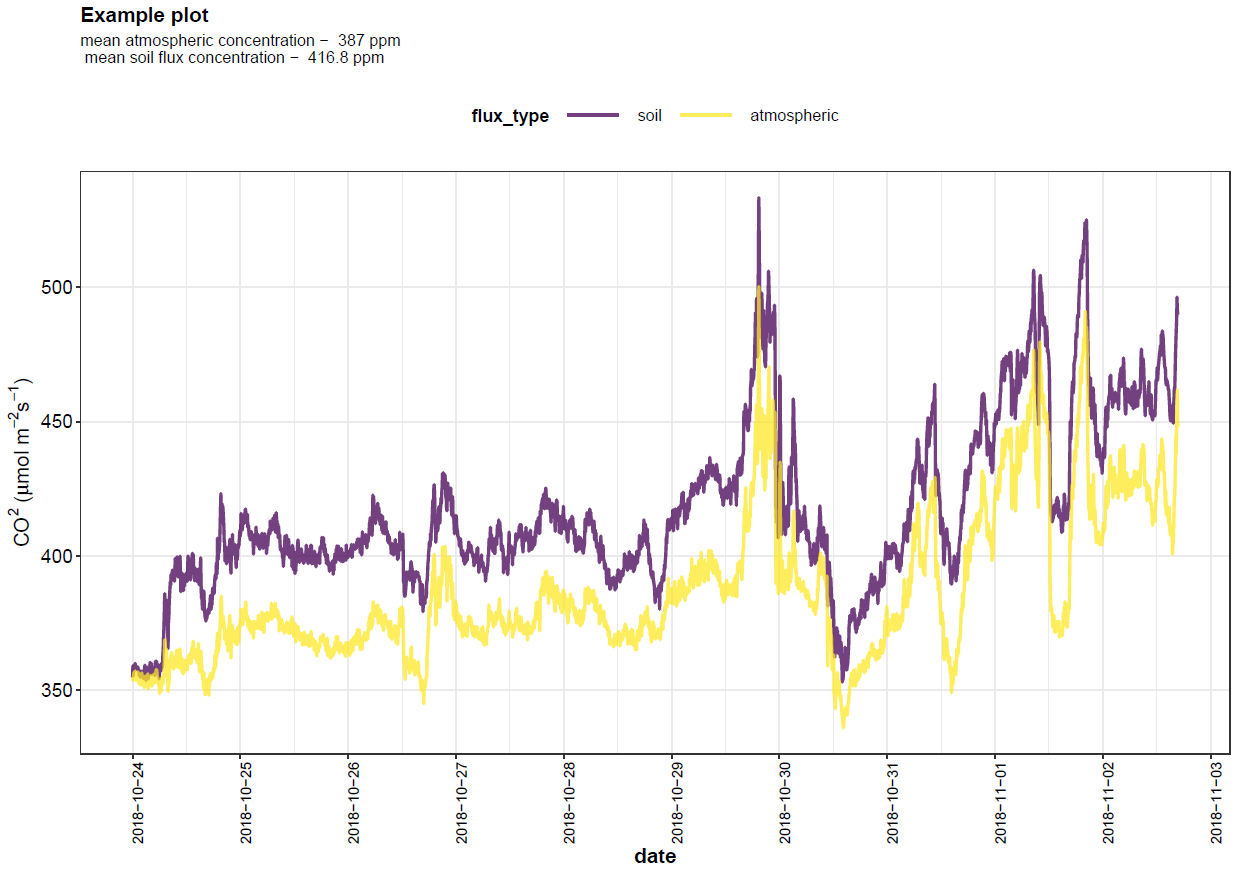 Example plot
mean atmospheric concentration −  387 ppm
mean soil flux concentration −  416.8 ppm
flux_type soil atmospheric
500
450
400
350
CO² (µmol m⁻²s⁻¹)
2018−10−24
2018−10−25
2018−10−26
2018−10−27
2018−10−28
2018−10−29
2018−10−30
2018−10−31
2018−11−01
2018−11−02
2018−11−03
date